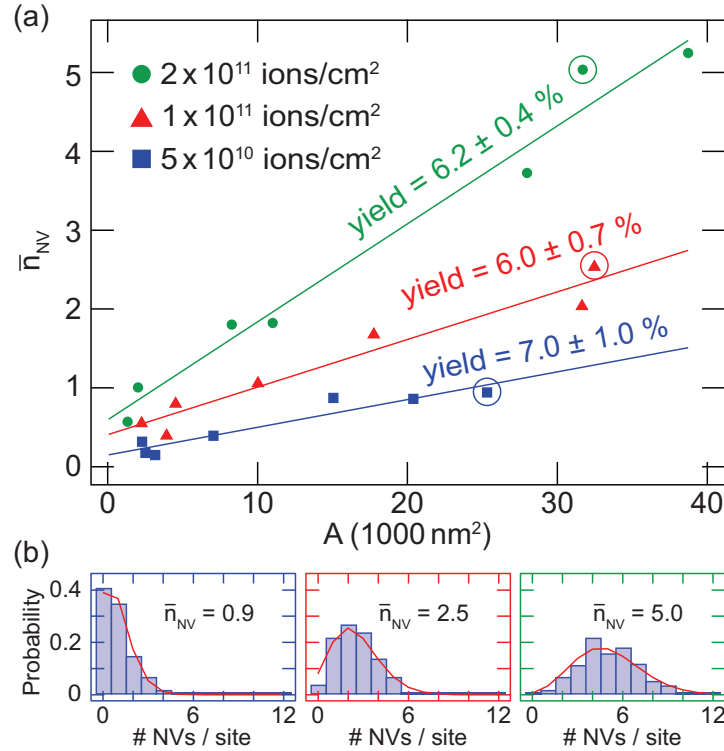 (a)
5
4
3
2
1
0
n̄NV
2 x 10¹¹ ions/cm²
1 x 10¹¹ ions/cm²
5 x 10¹⁰ ions/cm²
yield = 6.2 ± 0.4 %
yield = 6.0 ± 0.7 %
yield = 7.0 ± 1.0 %
0 10 20 30 40
A (1000 nm²)
(b)
Probability
0.4
0.2
0
n̄NV = 0.9
n̄NV = 2.5
n̄NV = 5.0
0 6 12
0 6 12
0 6 12
# NVs / site
# NVs / site
# NVs / site